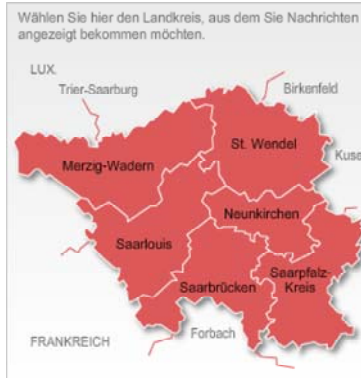 Wählen Sie hier den Landkreis, aus dem Sie Nachrichten
angezeigt bekommen möchten.
LUX.
Trier-Saarburg
Birkenfeld
St. Wendel
Kuse
Merzig-Wadern
Neunkirchen
Saarlouis
Saarpfalz-
Kreis
Saarbrücken
Forbach
FRANKREICH